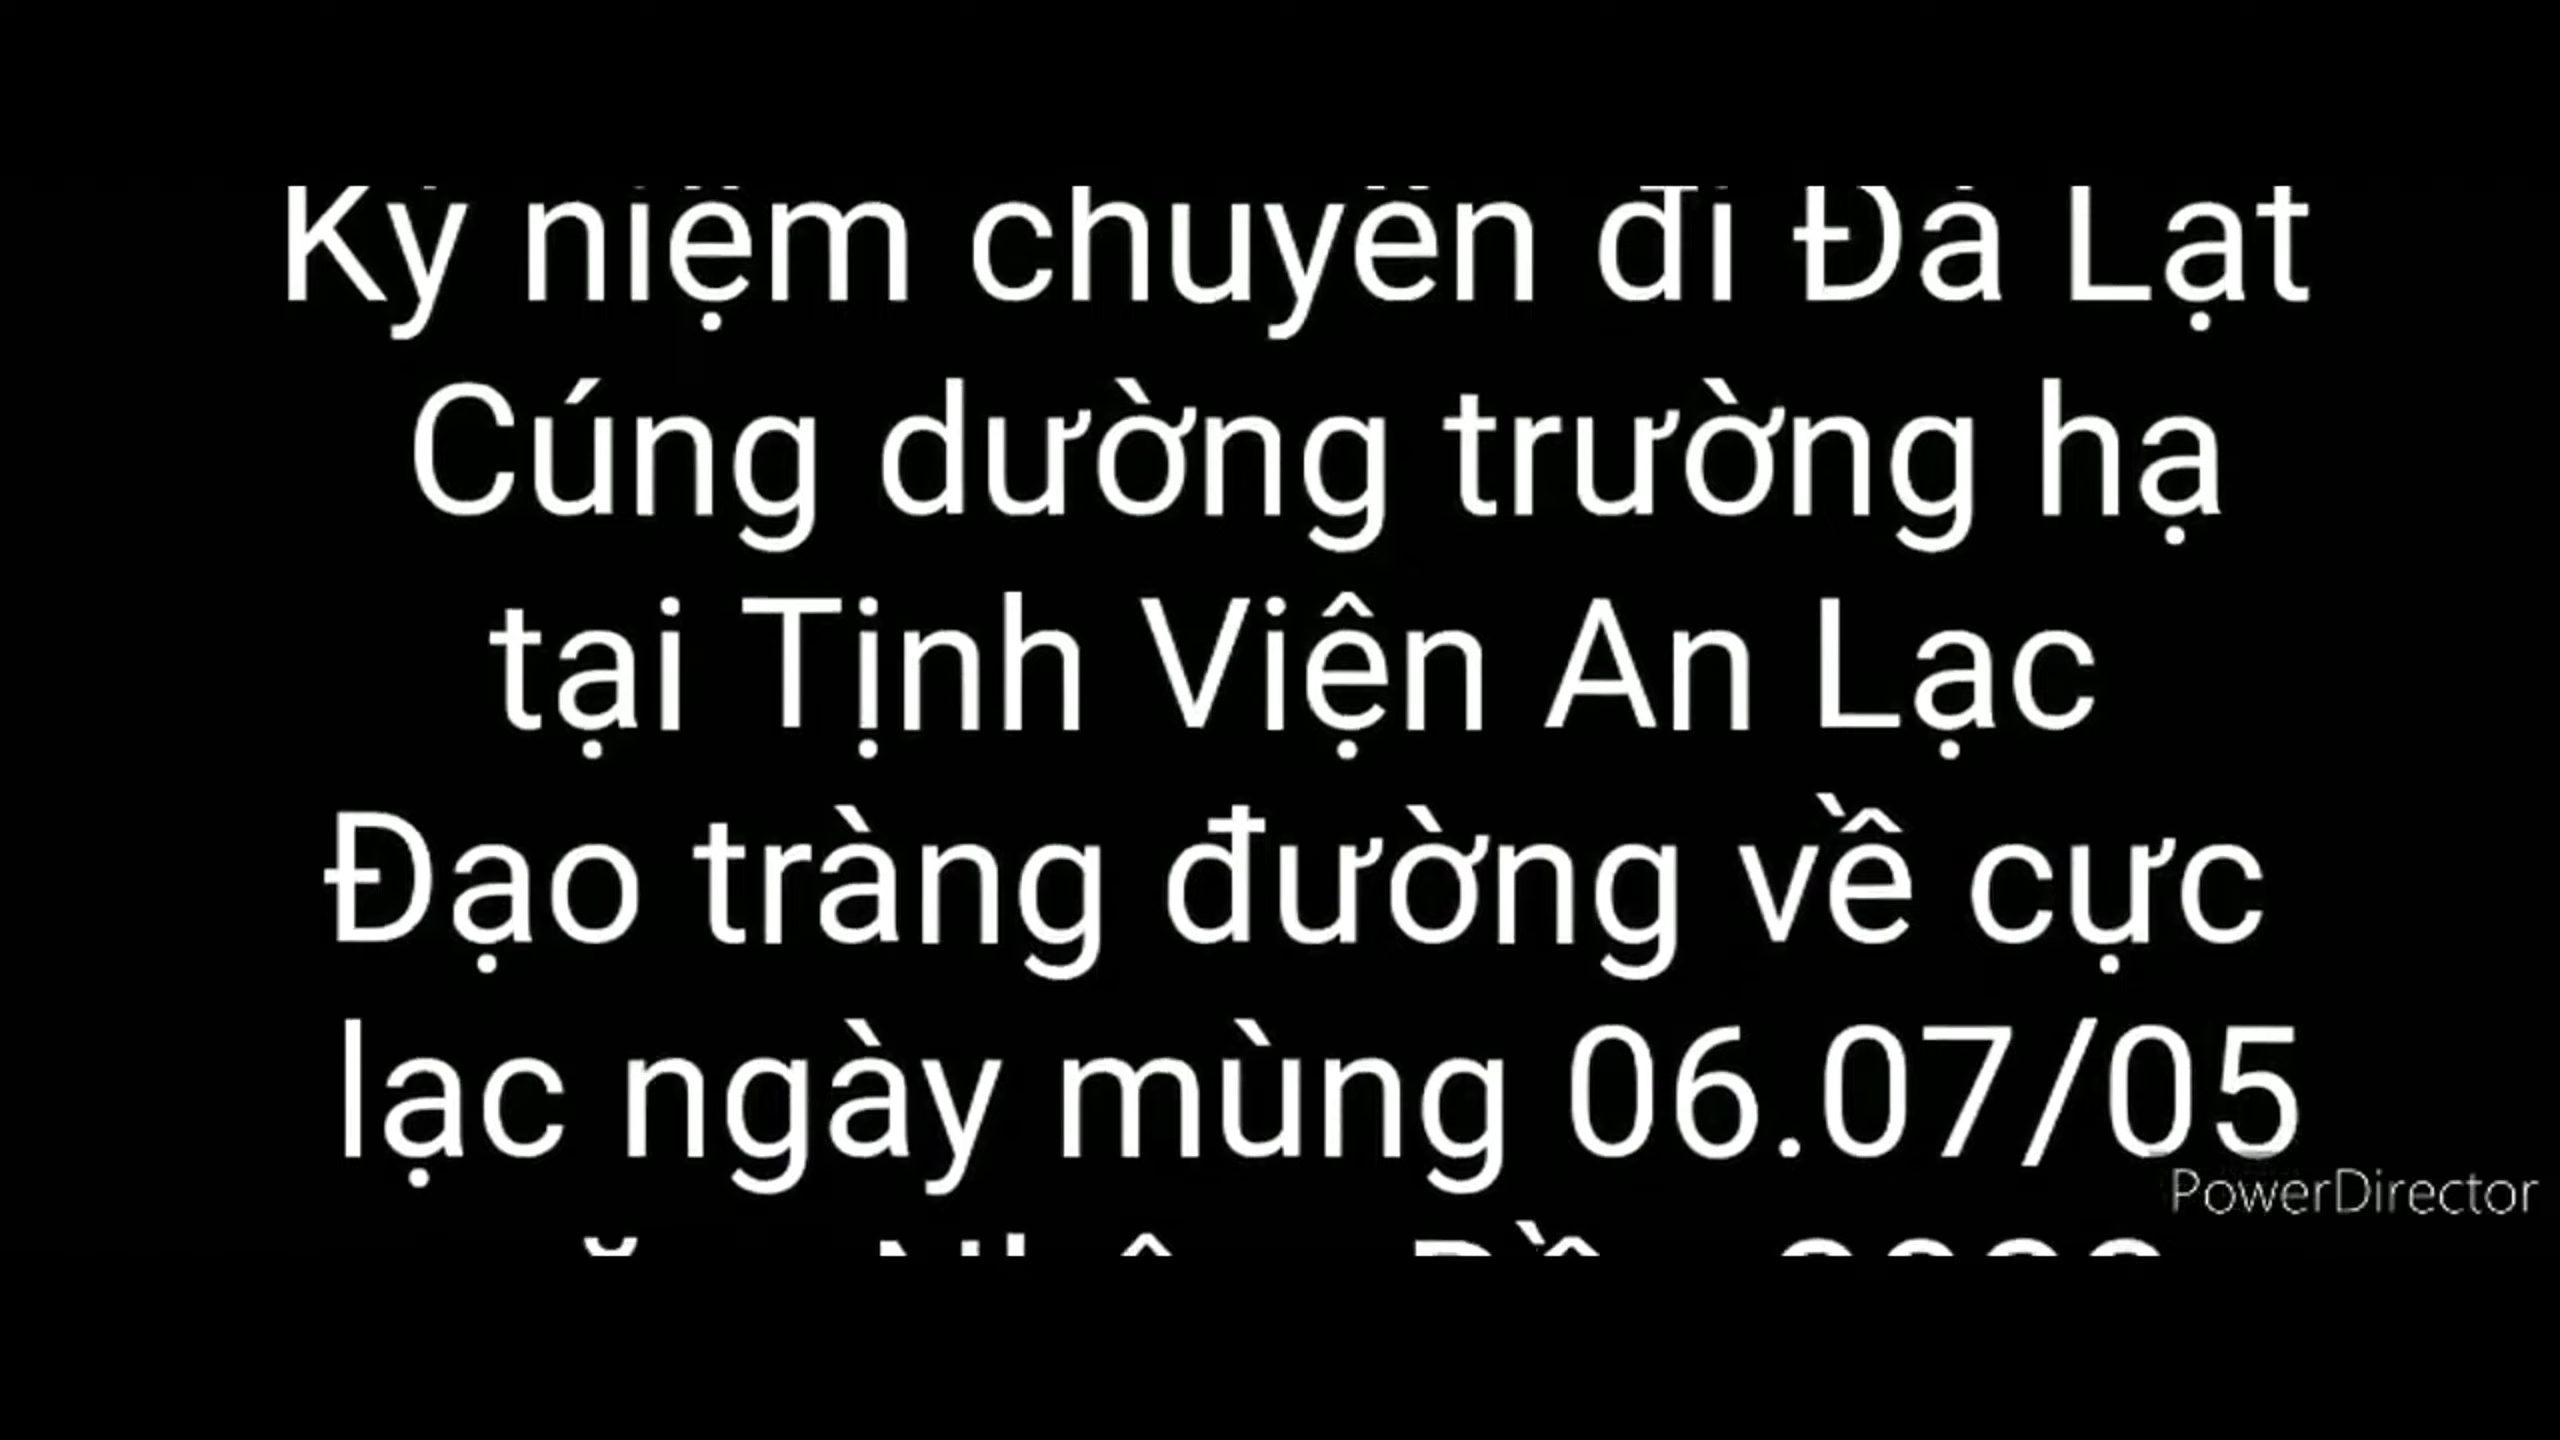 Kỷ niệm chuyến đi Đà Lạt
Cúng dường trường hạ
tại Tịnh Viện An Lạc
Đạo tràng đường về cực
lạc ngày mùng 06.07/05
PowerDirector